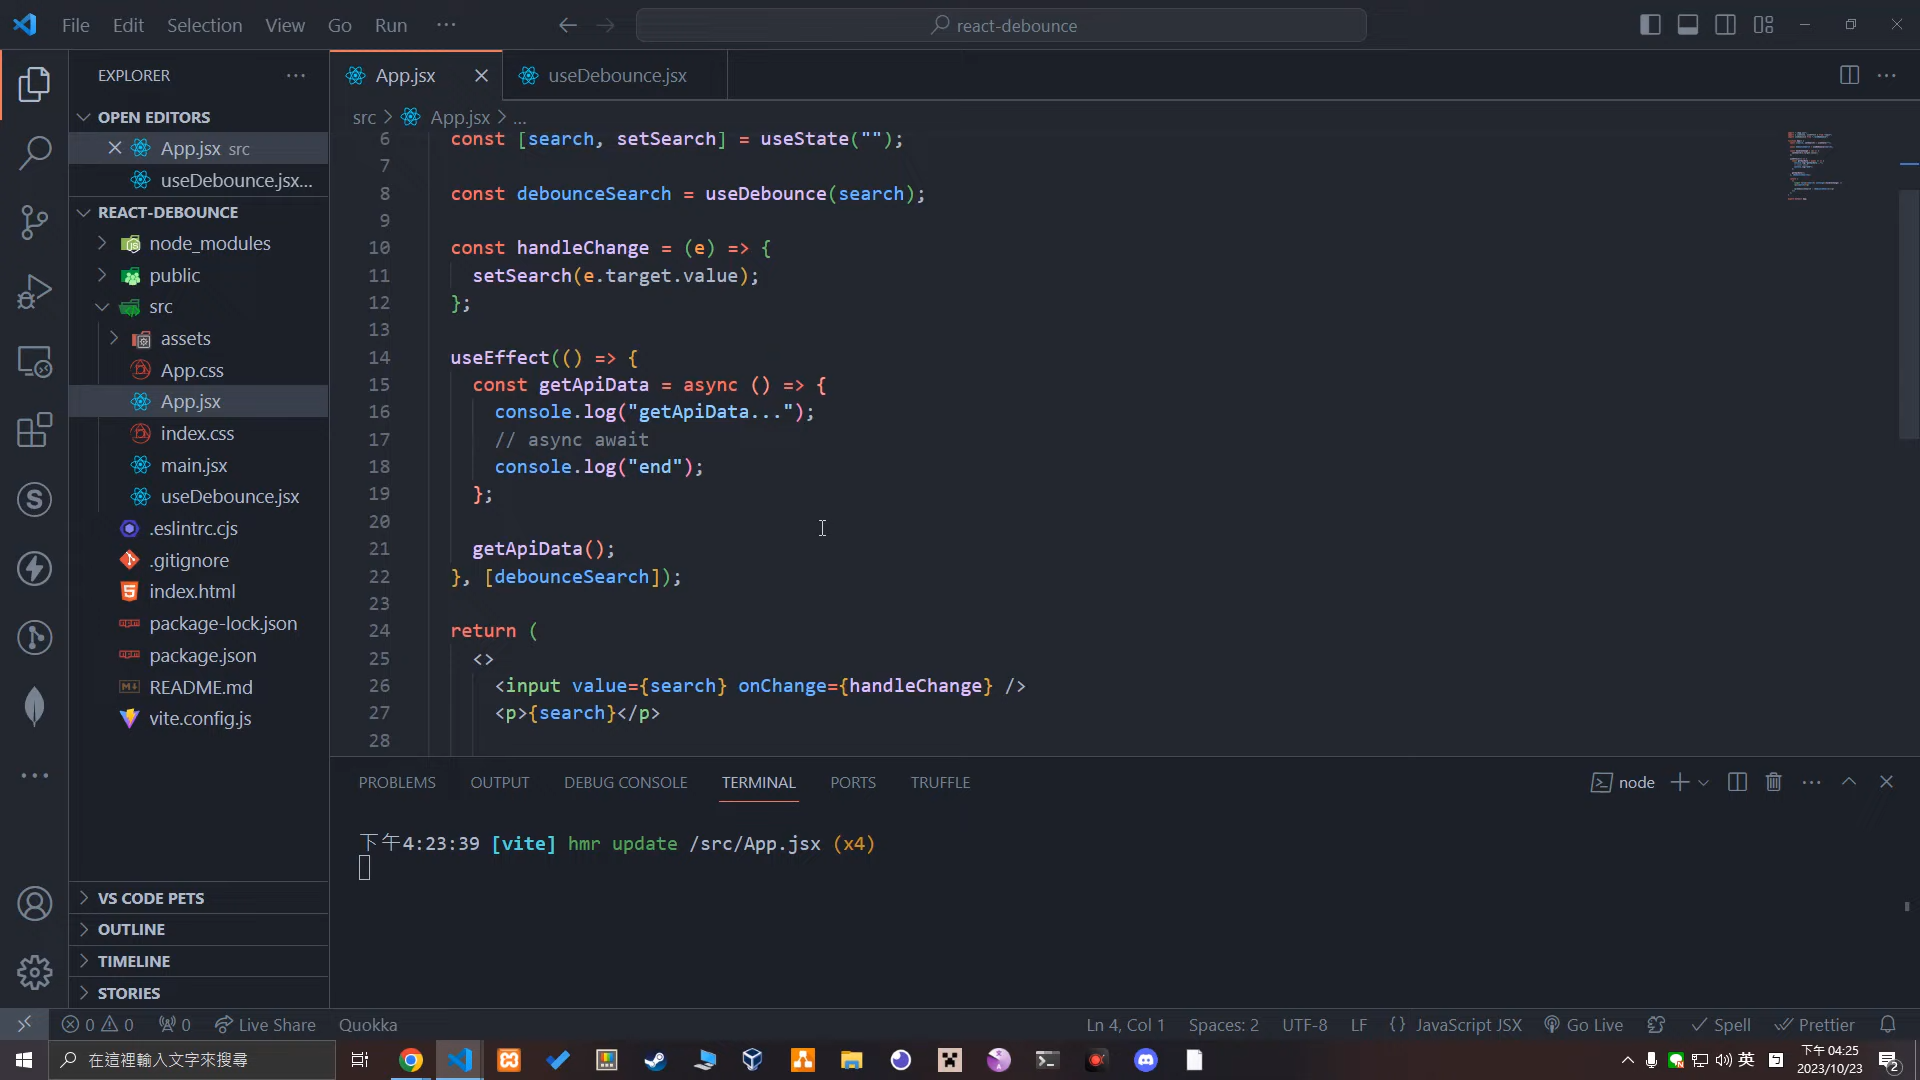 File Edit Selection View Go Run ···
react-debounce
EXPLORER ···
OPEN EDITORS
App.jsx src
useDebounce.jsx...
REACT-DEBOUNCE
node_modules
public
src
assets
App.css
App.jsx
index.css
main.jsx
useDebounce.jsx
.eslintrc.cjs
.gitignore
index.html
package-lock.json
package.json
README.md
vite.config.js
VS CODE PETS
OUTLINE
TIMELINE
STORIES
App.jsx
useDebounce.jsx
src > App.jsx > ...
6 const [search, setSearch] = useState("");
7
8 const debounceSearch = useDebounce(search);
9
10 const handleChange = (e) => {
11 setSearch(e.target.value);
12 };
13
14 useEffect(() => {
15 const getApiData = async () => {
16 console.log("getApiData...");
17 // async await
18 console.log("end");
19 };
20
21 getApiData();
22 }, [debounceSearch]);
23
24 return (
25 <>
26 <input value={search} onChange={handleChange} />
27 <p>{search}</p>
28
PROBLEMS OUTPUT DEBUG CONSOLE TERMINAL PORTS TRUFFLE
node
下午4:23:39 [vite] hmr update /src/App.jsx (x4)
0 0 0 Live Share Quokka
Ln 4, Col 1 Spaces: 2 UTF-8 LF {} JavaScript JSX Go Live Spell Prettier
在這裡輸入文字來搜尋
英
下午 04:25
2023/10/23
2